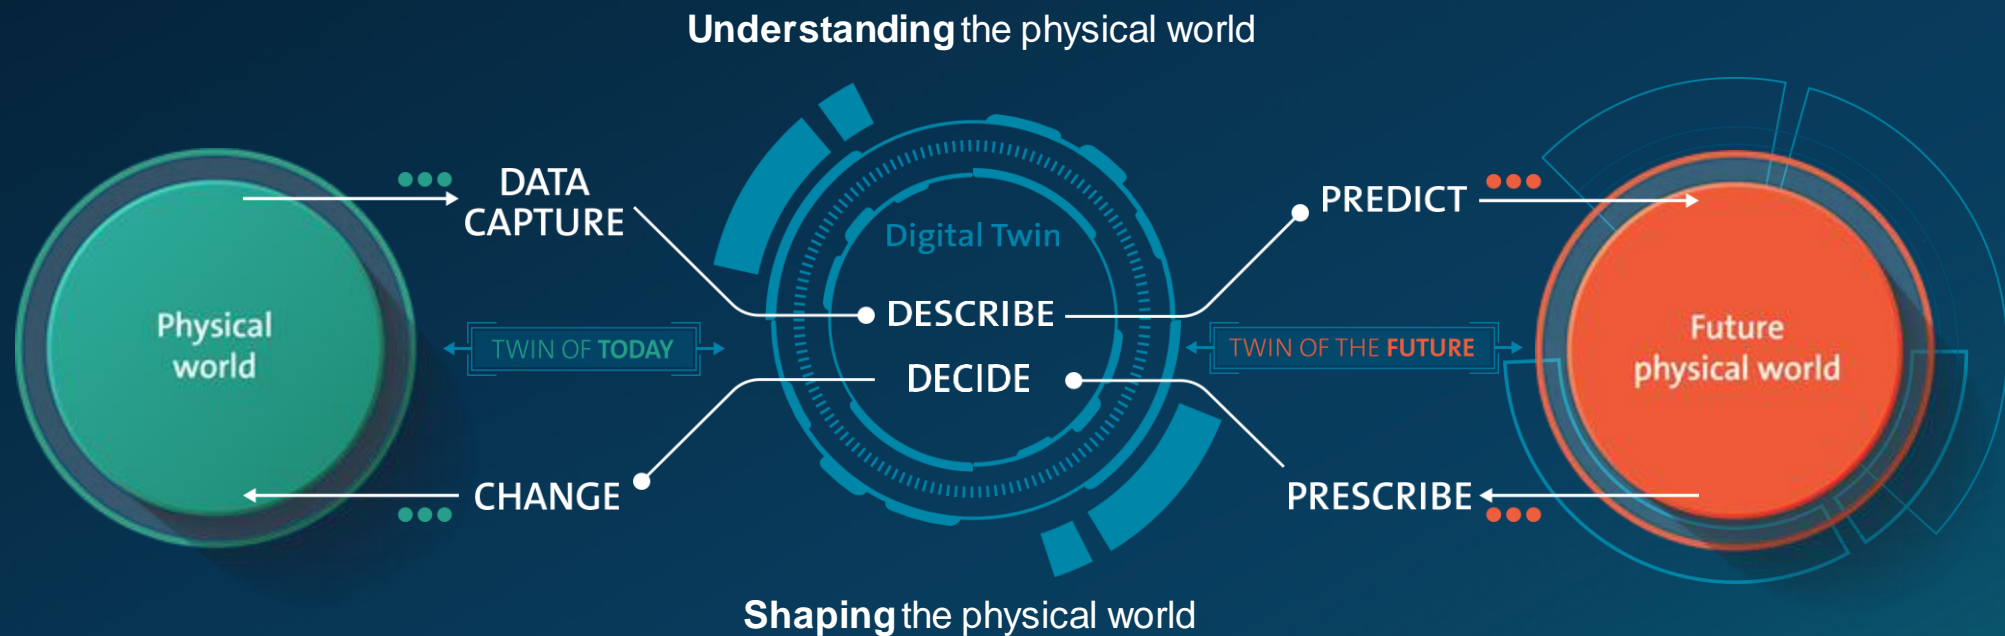 Understanding the physical world
DATA
CAPTURE
PREDICT
Digital Twin
DESCRIBE
Physical
world
TWIN OF TODAY
TWIN OF THE FUTURE
Future
physical world
DECIDE
CHANGE
PRESCRIBE
Shaping the physical world